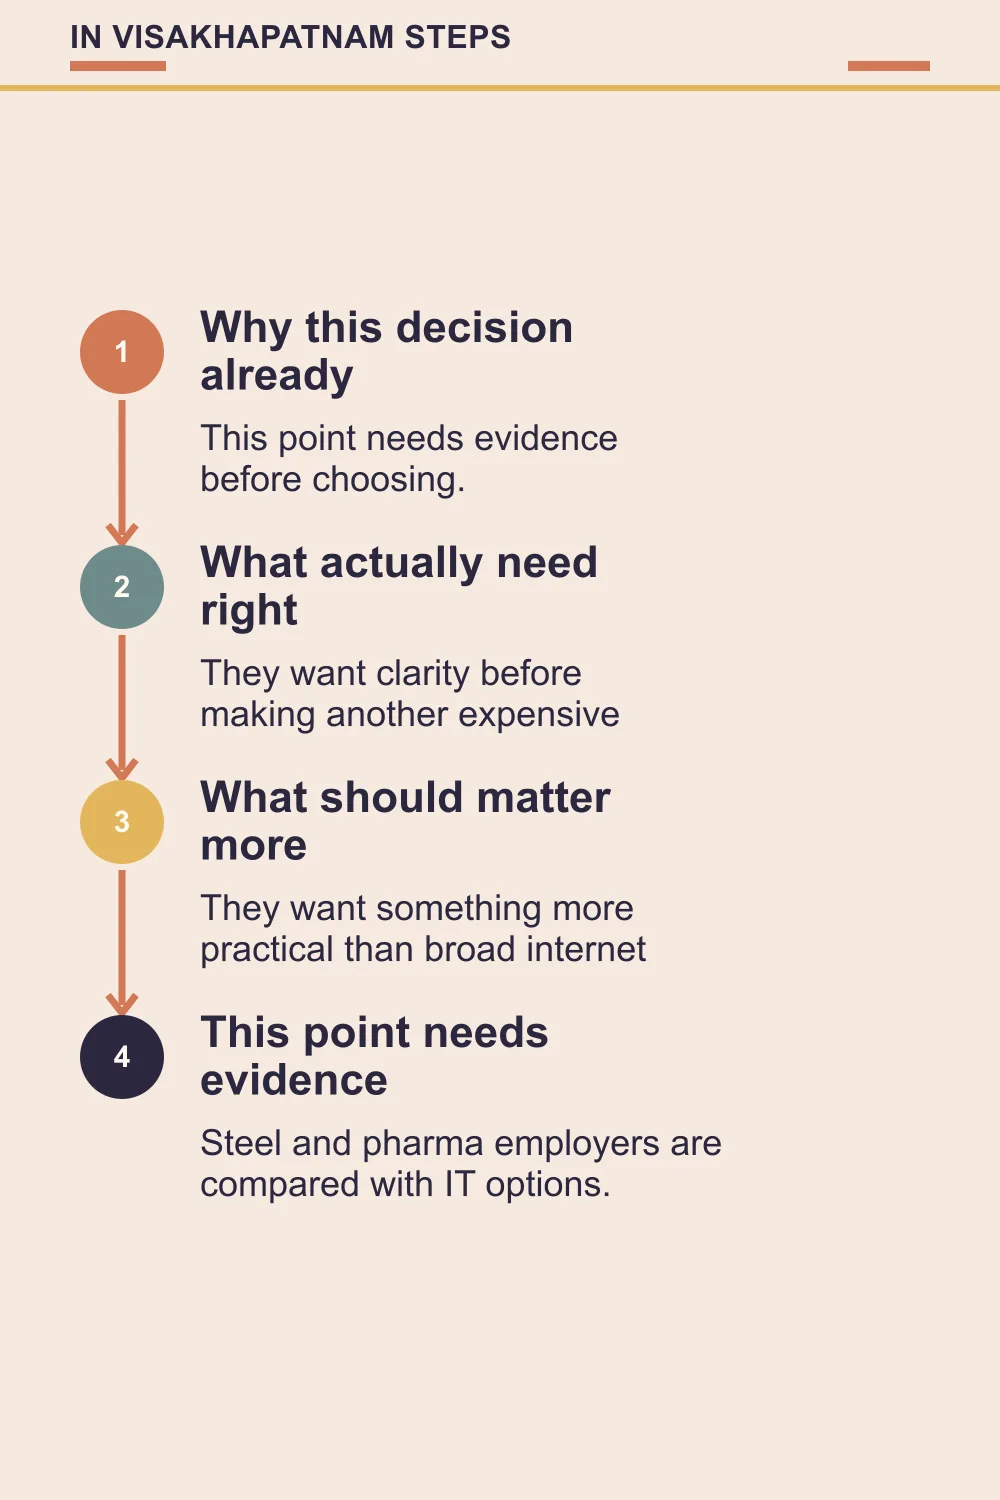 IN VISAKHAPATNAM STEPS
1
Why this decision
already
This point needs evidence
before choosing.
2
What actually need
right
They want clarity before
making another expensive
3
What should matter
more
They want something more
practical than broad internet
4
This point needs
evidence
Steel and pharma employers are
compared with IT options.